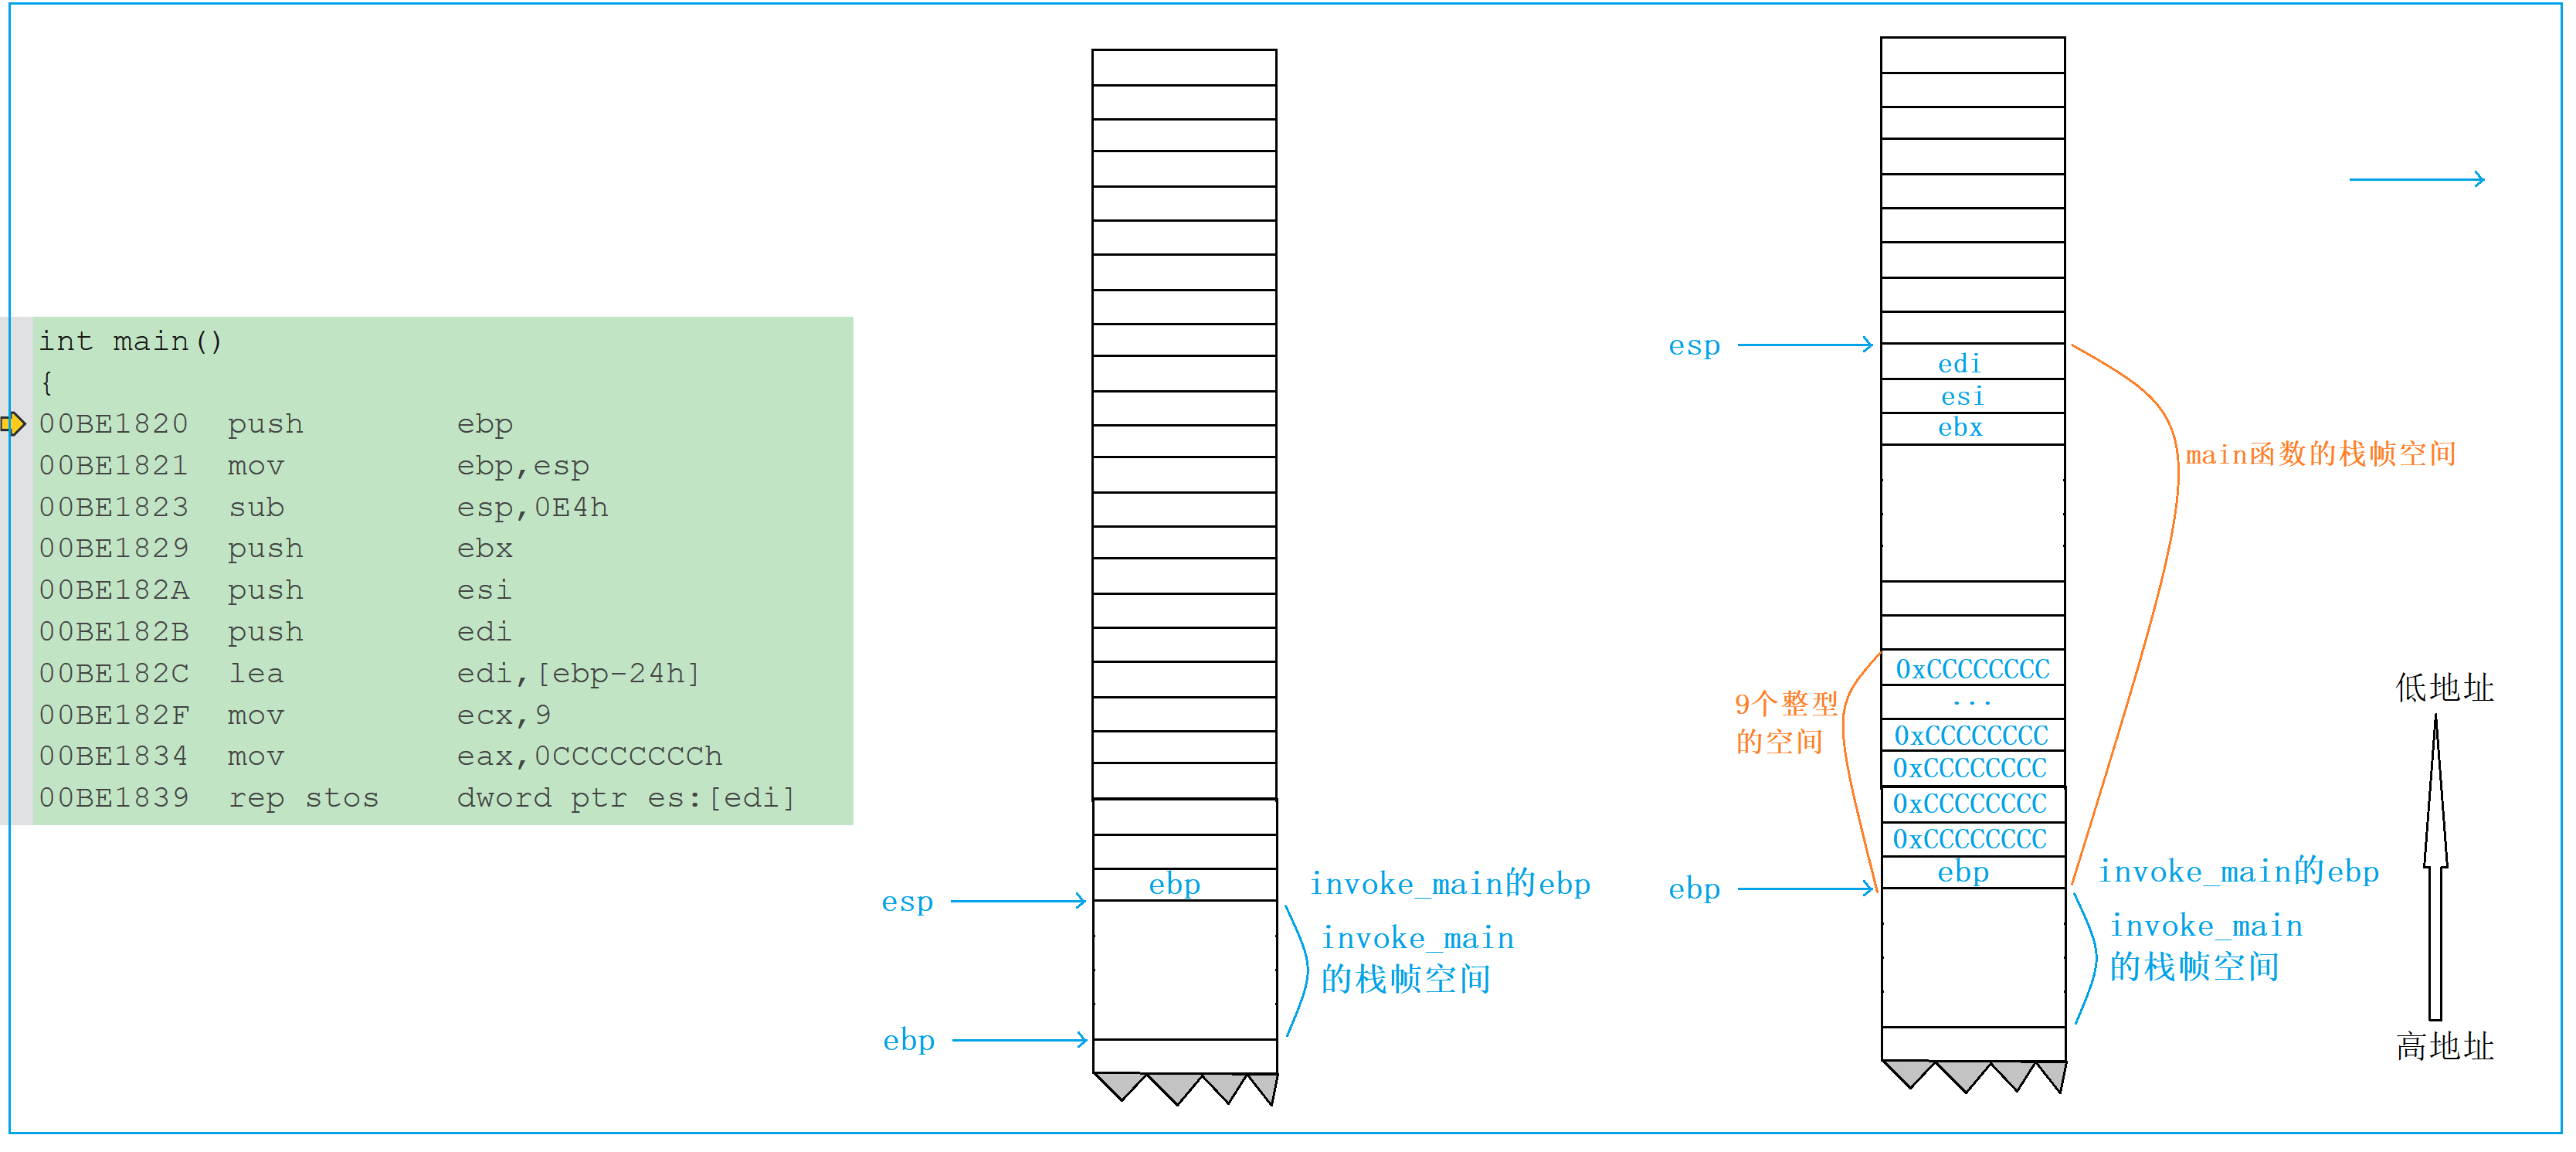 int main()
{
00BE1820 push ebp
00BE1821 mov ebp,esp
00BE1823 sub esp,0E4h
00BE1829 push ebx
00BE182A push esi
00BE182B push edi
00BE182C lea edi,[ebp-24h]
00BE182F mov ecx,9
00BE1834 mov eax,0CCCCCCCCh
00BE1839 rep stos dword ptr es:[edi]
ebp
esp
ebp
invoke_main的ebp
invoke_main
的栈帧空间
esp
edi
esi
ebx
main函数的栈帧空间
9个整型
的空间
0xCCCCCCCC
...
0xCCCCCCCC
0xCCCCCCCC
0xCCCCCCCC
0xCCCCCCCC
ebp
ebp
invoke_main的ebp
invoke_main
的栈帧空间
低地址
高地址